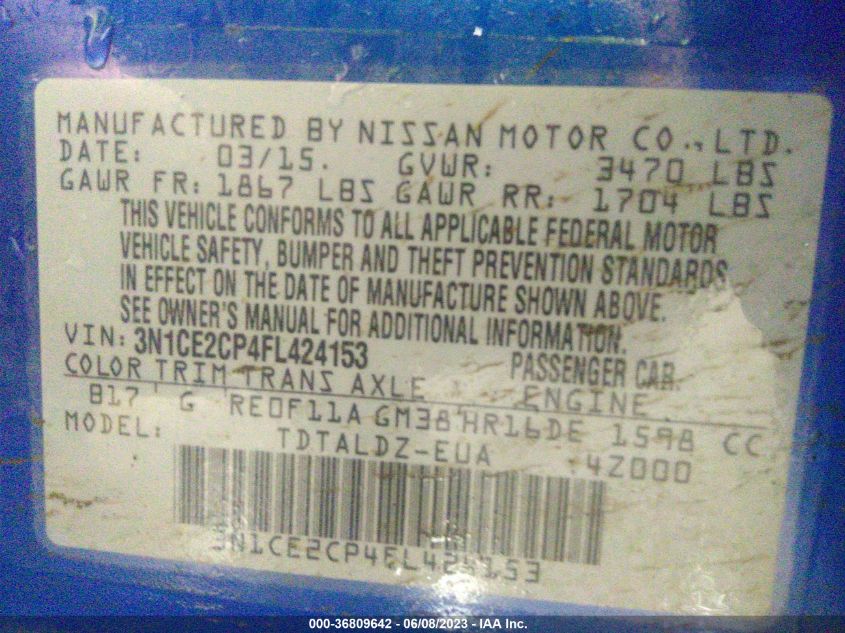 MANUFACTURED BY NISSAN MOTOR CO., LTD.
DATE: 03/15. GVWR: 3470 LBS
GAWR FR: 1867 LBS GAWR RR: 1704 LBS
THIS VEHICLE CONFORMS TO ALL APPLICABLE FEDERAL MOTOR
VEHICLE SAFETY, BUMPER AND THEFT PREVENTION STANDARDS
IN EFFECT ON THE DATE OF MANUFACTURE SHOWN ABOVE.
SEE OWNER'S MANUAL FOR ADDITIONAL INFORMATION.
VIN: 3N1CE2CP4FL424153 PASSENGER CAR.
COLOR TRIM TRANS AXLE ENGINE
B17 G RE0F11A GM38 HR16DE 1598 CC
MODEL: TDTALDZ-EUA -4Z000
3N1CE2CP4FL424153
000-36809642 - 06/08/2023 - IAA Inc.